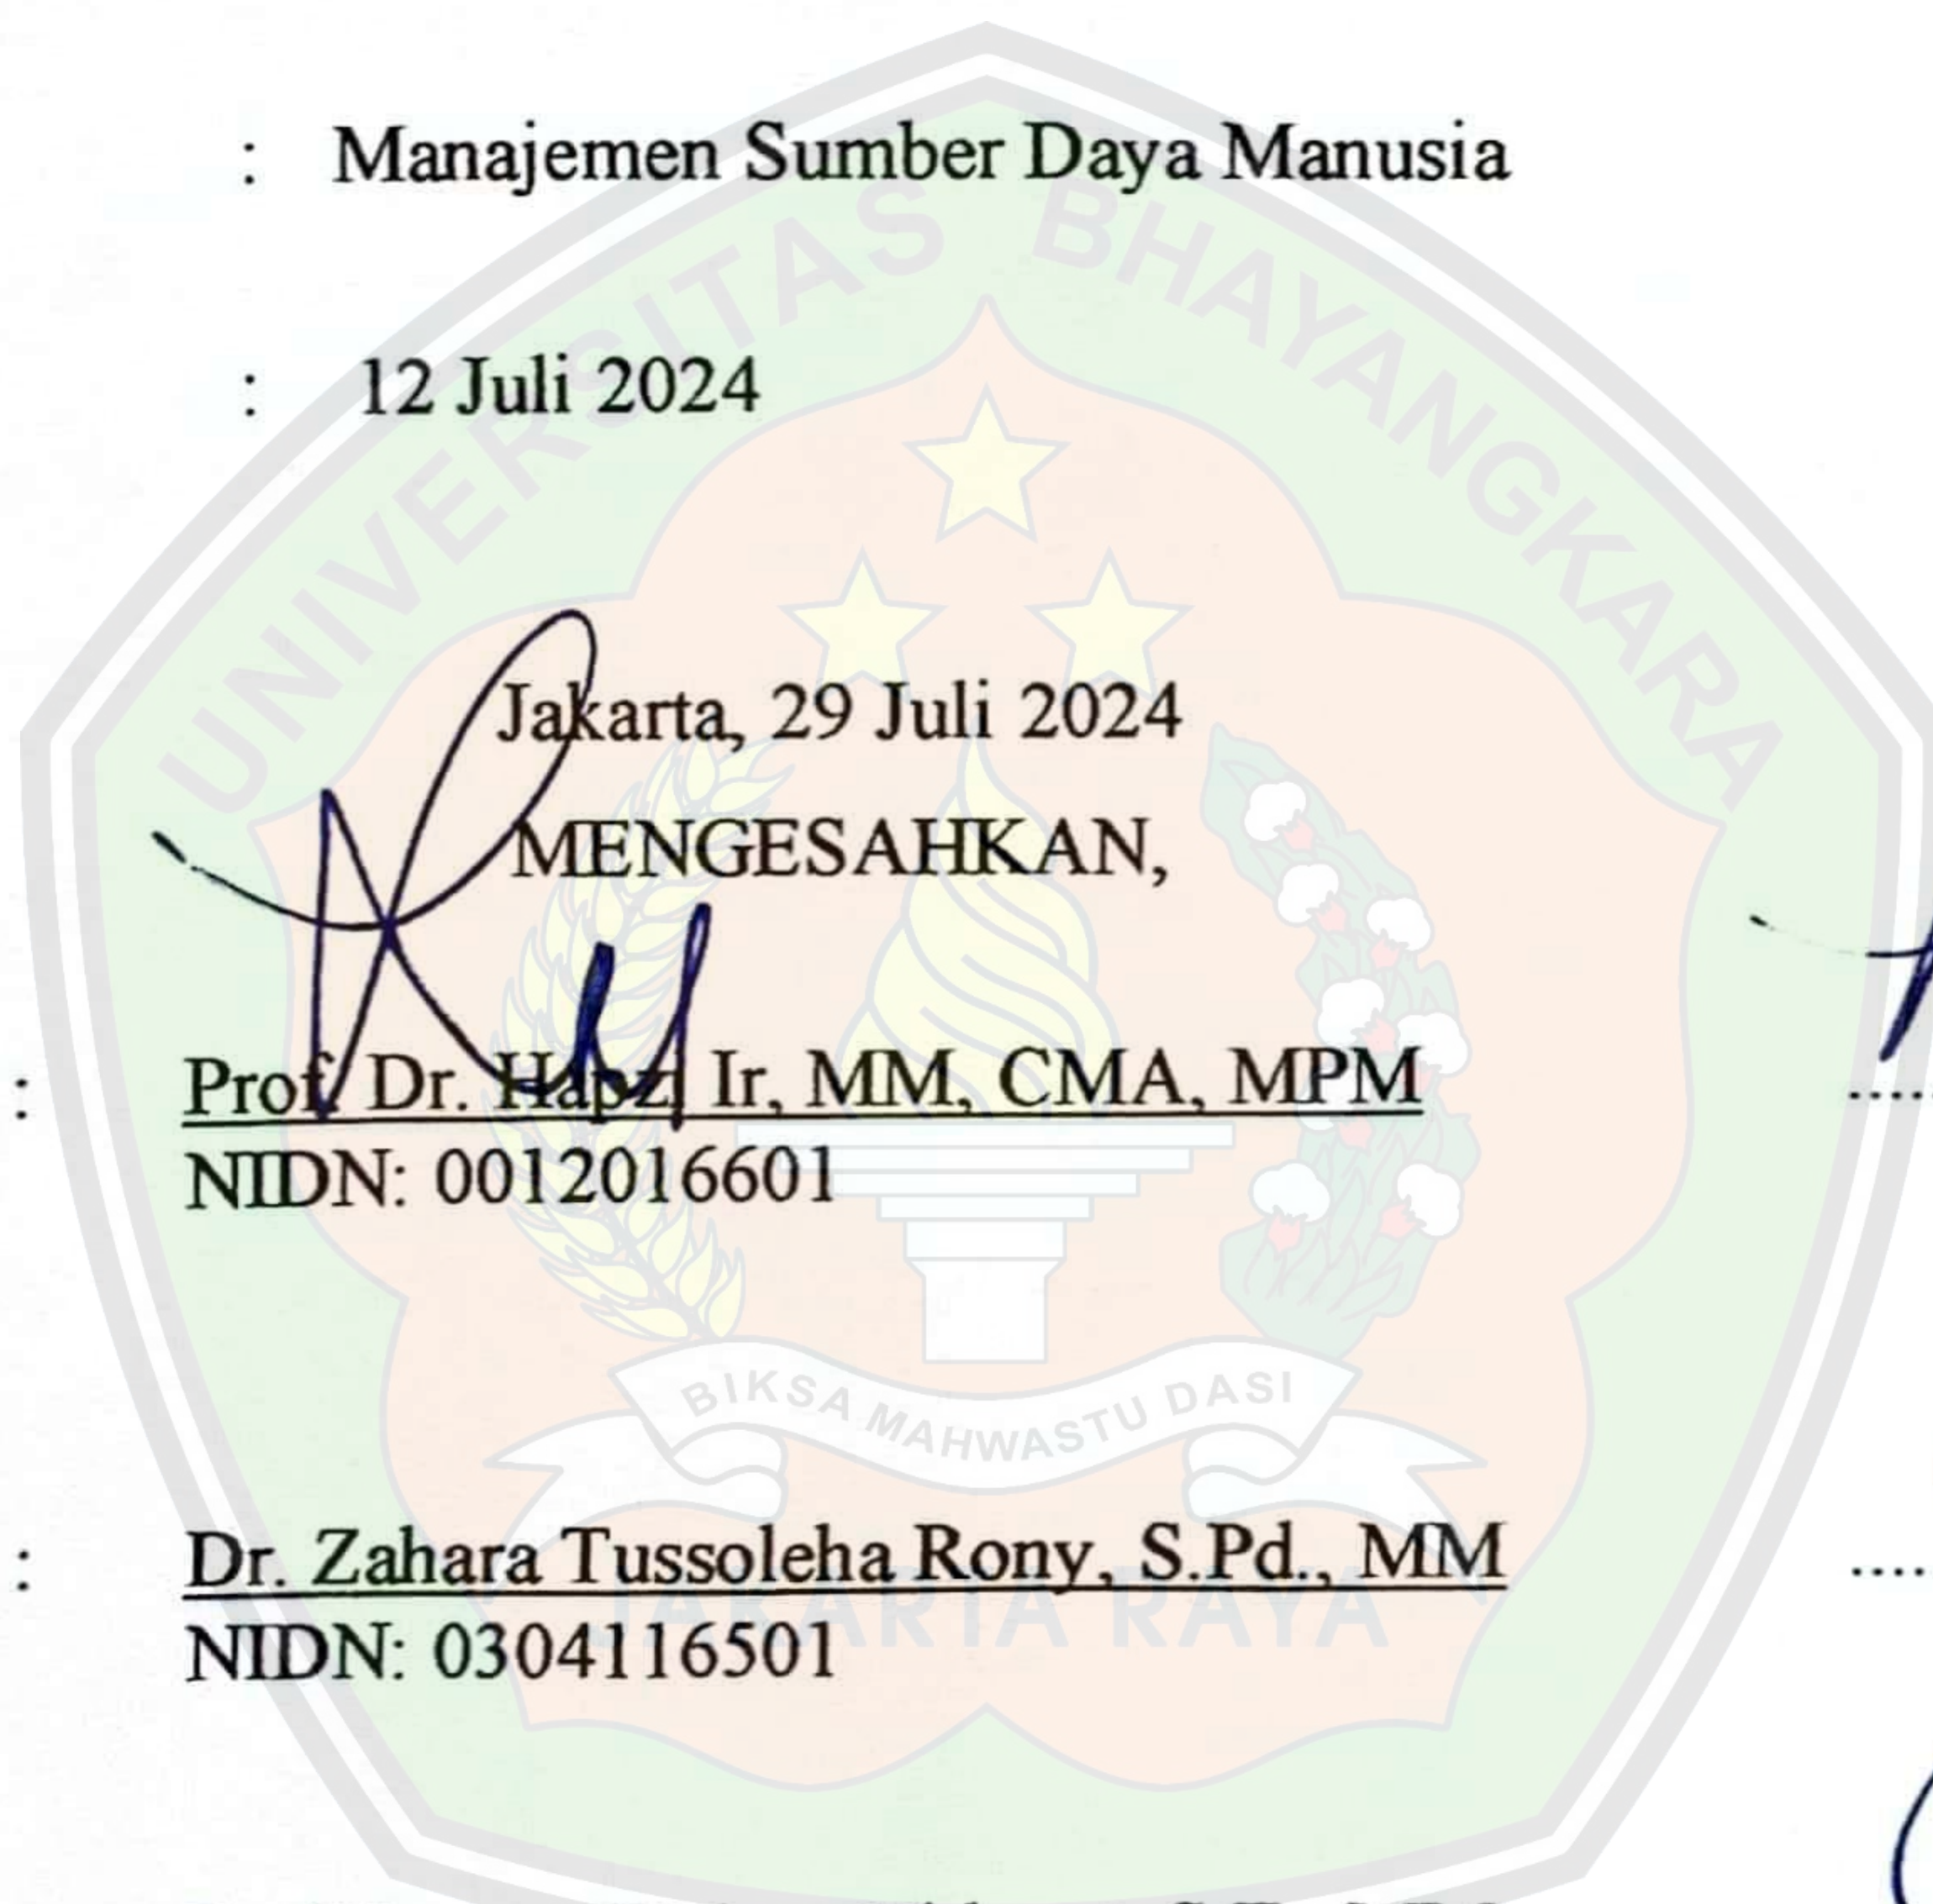 : Manajemen Sumber Daya Manusia
UNIVERSITAS BHAYANGKARA
: 12 Juli 2024
Jakarta, 29 Juli 2024
MENGESAHKAN,
: Prof. Dr. Hapzi Ir, MM, CMA, MPM .....
NIDN: 0012016601
BIKSA MAHWASTU DASI
: Dr. Zahara Tussoleha Rony, S.Pd., MM ....
JAKARTA RAYA
NIDN: 0304116501